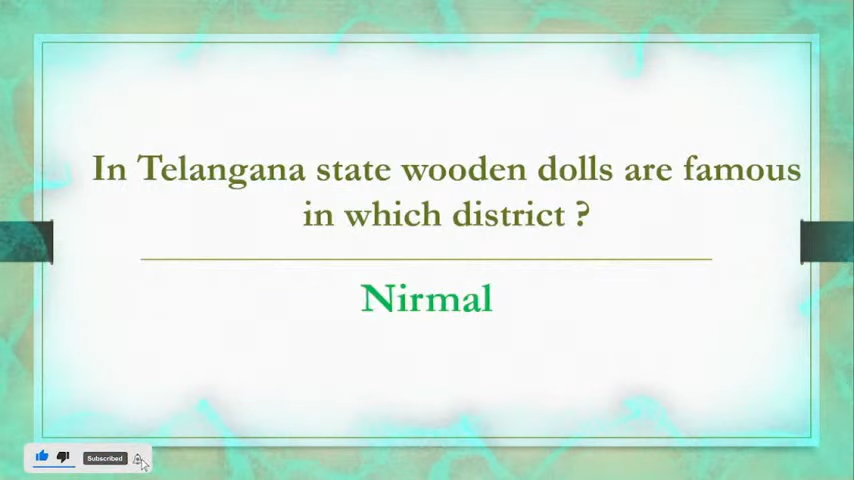 In Telangana state wooden dolls are famous
in which district ?
Nirmal
Subscribed